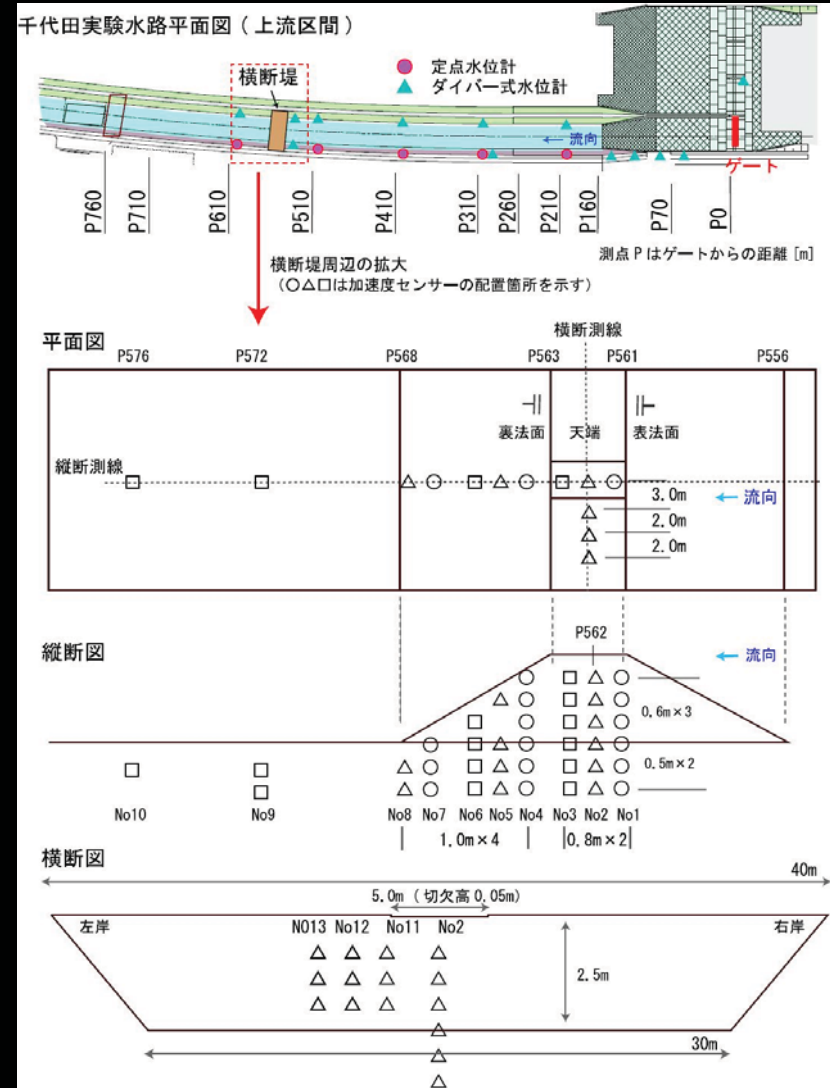 千代田実験水路平面図 ( 上流区間 )
横断堤
定点水位計
ダイバー式水位計
流向
ゲート
P760
P710
P610
P510
P410
P310
P260
P210
P160
P70
P0
測点 P はゲートからの距離 [m]
横断堤周辺の拡大
(○△□は加速度センサーの配置箇所を示す)
平面図
横断測線
P576
P572
P568
P563
P561
P556
裏法面
天端
表法面
縦断測線
3.0m
流向
2.0m
2.0m
縦断図
P562
流向
0.6m×3
0.5m×2
No10
No9
No8
No7
No6
No5
No4
No3
No2
No1
1.0m×4
0.8m×2
横断図
40m
5.0m ( 切欠高 0.05m)
左岸
NO13
No12
No11
No2
右岸
2.5m
30m